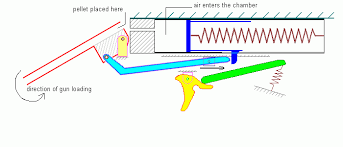 pellet placed here
air enters the chamber
direction of gun loading